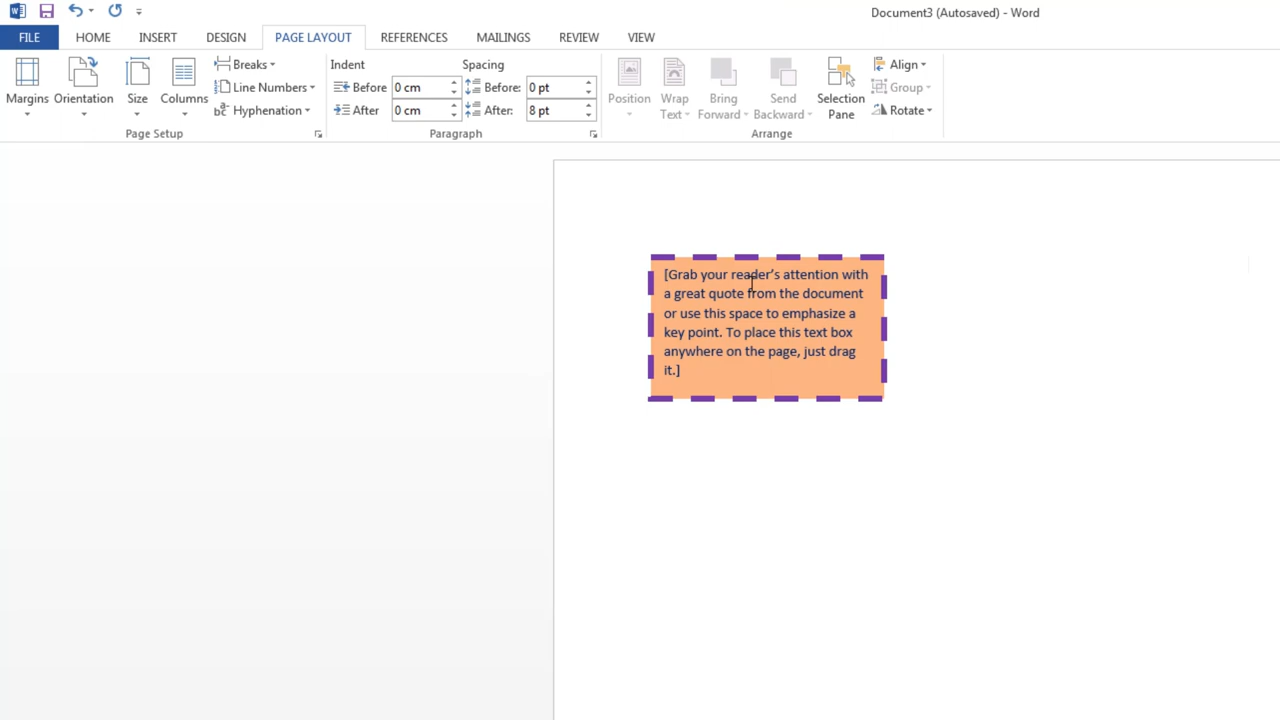 Document3 (Autosaved) - Word
FILE HOME INSERT DESIGN PAGE LAYOUT REFERENCES MAILINGS REVIEW VIEW
Margins
Orientation
Size
Columns
Breaks
Line Numbers
Hyphenation
Page Setup
Indent
Before 0 cm
After 0 cm
Spacing
Before: 0 pt
After: 8 pt
Paragraph
Position
Wrap
Text
Bring
Forward
Send
Backward
Selection
Pane
Align
Group
Rotate
Arrange
[Grab your reader’s attention with
a great quote from the document
or use this space to emphasize a
key point. To place this text box
anywhere on the page, just drag
it.]